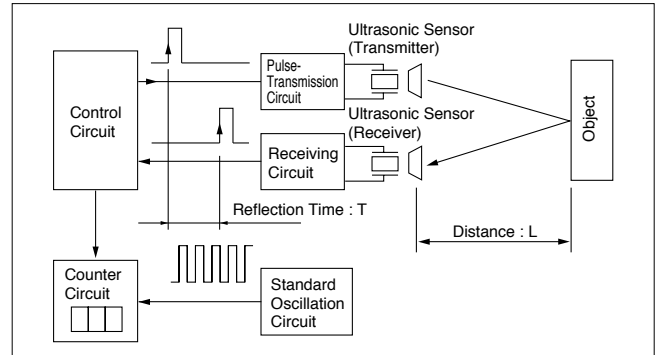 Ultrasonic Sensor
(Transmitter)
Pulse-
Transmission
Circuit
Control
Circuit
Ultrasonic Sensor
(Receiver)
Object
Receiving
Circuit
Reflection Time : T
Distance : L
Counter
Circuit
Standard
Oscillation
Circuit